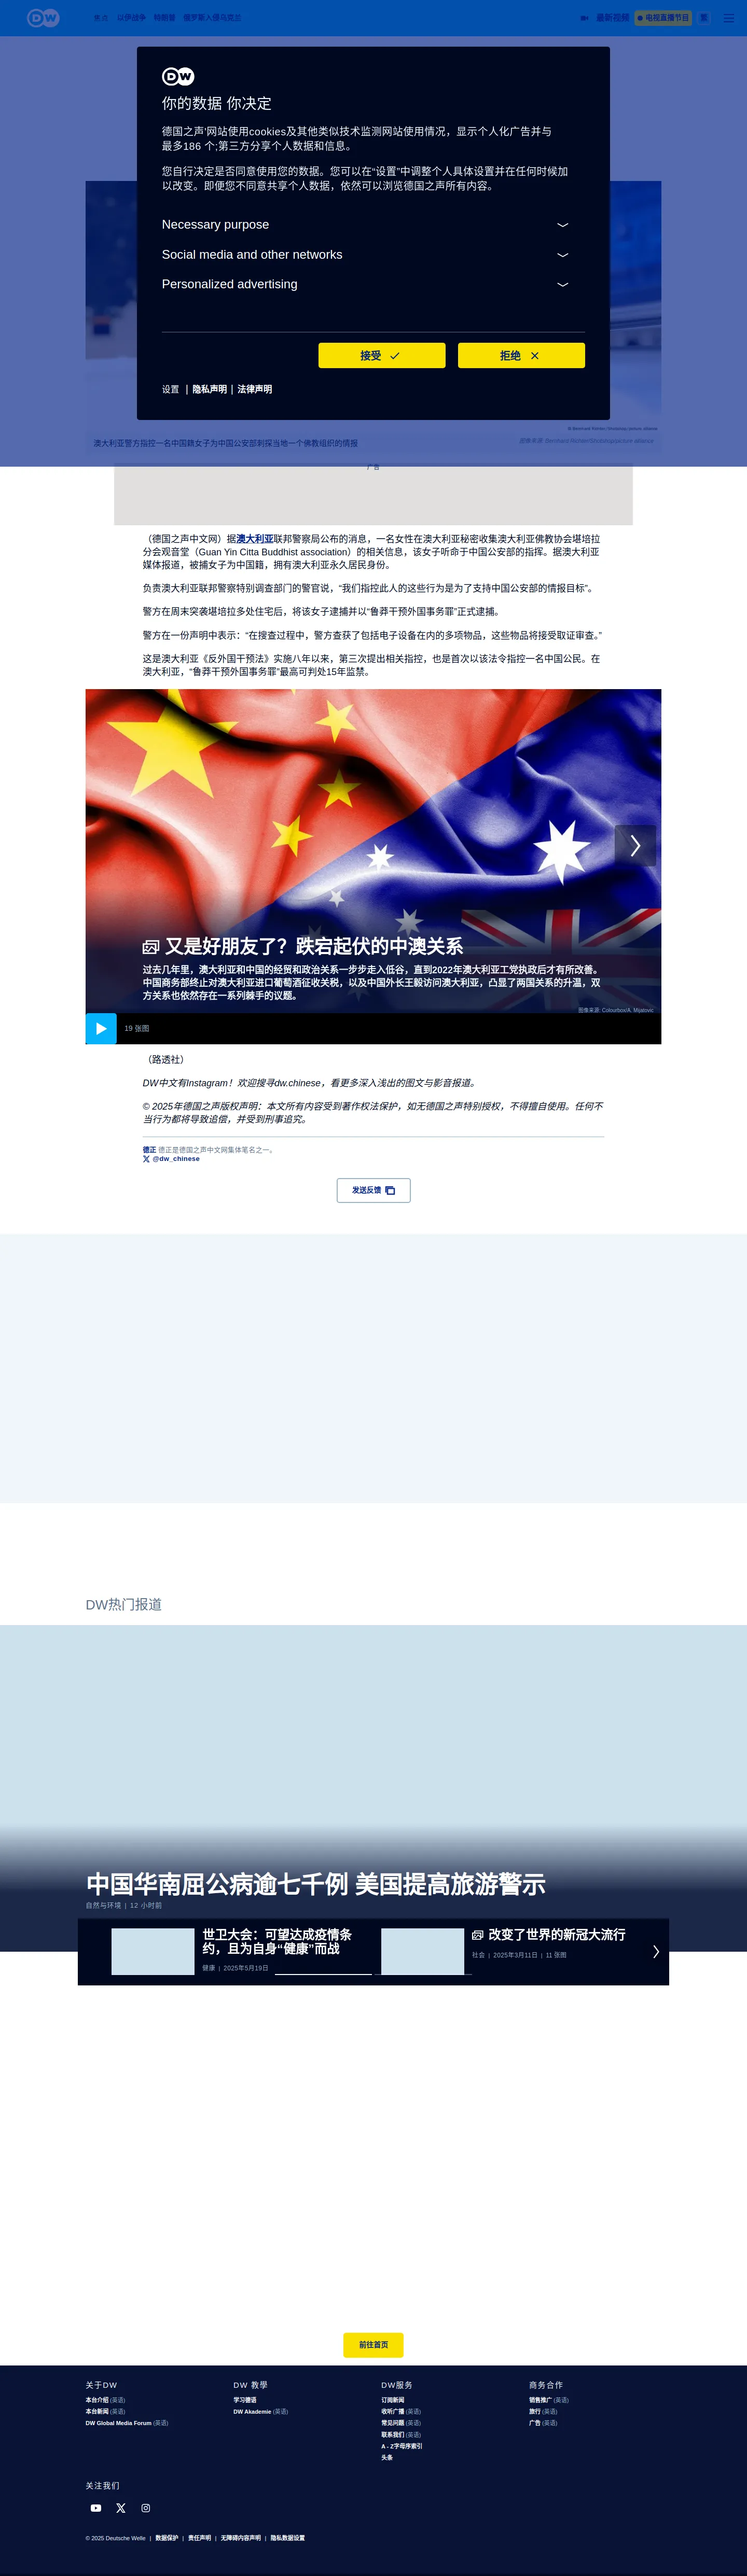 DW
焦点 以伊战争 特朗普 俄罗斯入侵乌克兰 最新视频 电视直播节目 繁
DW
你的数据 你决定
德国之声'网站使用cookies及其他类似技术监测网站使用情况，显示个人化广告并与
最多186 个;第三方分享个人数据和信息。
您自行决定是否同意使用您的数据。您可以在“设置”中调整个人具体设置并在任何时候加
以改变。即便您不同意共享个人数据，依然可以浏览德国之声所有内容。
Necessary purpose
Social media and other networks
Personalized advertising
接受 拒绝
设置 | 隐私声明 | 法律声明
澳大利亚警方指控一名中国籍女子为中国公安部刺探当地一个佛教组织的情报
广告
（德国之声中文网）据澳大利亚联邦警察局公布的消息，一名女性在澳大利亚秘密收集澳大利亚佛教协会堪培拉
分会观音堂（Guan Yin Citta Buddhist association）的相关信息，该女子听命于中国公安部的指挥。据澳大利亚
媒体报道，被捕女子为中国籍，拥有澳大利亚永久居民身份。
负责澳大利亚联邦警察特别调查部门的警官说，“我们指控此人的这些行为是为了支持中国公安部的情报目标”。
警方在周末突袭堪培拉多处住宅后，将该女子逮捕并以“鲁莽干预外国事务罪”正式逮捕。
警方在一份声明中表示：“在搜查过程中，警方查获了包括电子设备在内的多项物品，这些物品将接受取证审查。”
这是澳大利亚《反外国干预法》实施八年以来，第三次提出相关指控，也是首次以该法令指控一名中国公民。在
澳大利亚，“鲁莽干预外国事务罪”最高可判处15年监禁。
又是好朋友了？跌宕起伏的中澳关系
过去几年里，澳大利亚和中国的经贸和政治关系一步步走入低谷，直到2022年澳大利亚工党执政后才有所改善。
中国商务部终止对澳大利亚进口葡萄酒征收关税，以及中国外长王毅访问澳大利亚，凸显了两国关系的升温，双
方关系也依然存在一系列棘手的议题。
图像来源: Colourbox/A. Mijatovic
19 张图
（路透社）
DW中文有Instagram！欢迎搜寻dw.chinese，看更多深入浅出的图文与影音报道。
© 2025年德国之声版权声明：本文所有内容受到著作权法保护，如无德国之声特别授权，不得擅自使用。任何不
当行为都将导致追偿，并受到刑事追究。
德正 德正是德国之声中文网集体笔名之一。
@dw_chinese
发送反馈
DW热门报道
中国华南屈公病逾七千例 美国提高旅游警示
自然与环境 | 12 小时前
世卫大会：可望达成疫情条
约，且为自身“健康”而战
健康 | 2025年5月19日
改变了世界的新冠大流行
社会 | 2025年3月11日 | 11 张图
前往首页
关于DW
本台介绍 (英语)
本台新闻 (英语)
DW Global Media Forum (英语)
DW 教學
学习德语
DW Akademie (英语)
DW服务
订阅新闻
收听广播 (英语)
常见问题 (英语)
联系我们 (英语)
A - Z字母序索引
头条
商务合作
销售推广 (英语)
旅行 (英语)
广告 (英语)
关注我们
© 2025 Deutsche Welle | 数据保护 | 责任声明 | 无障碍内容声明 | 隐私数据设置